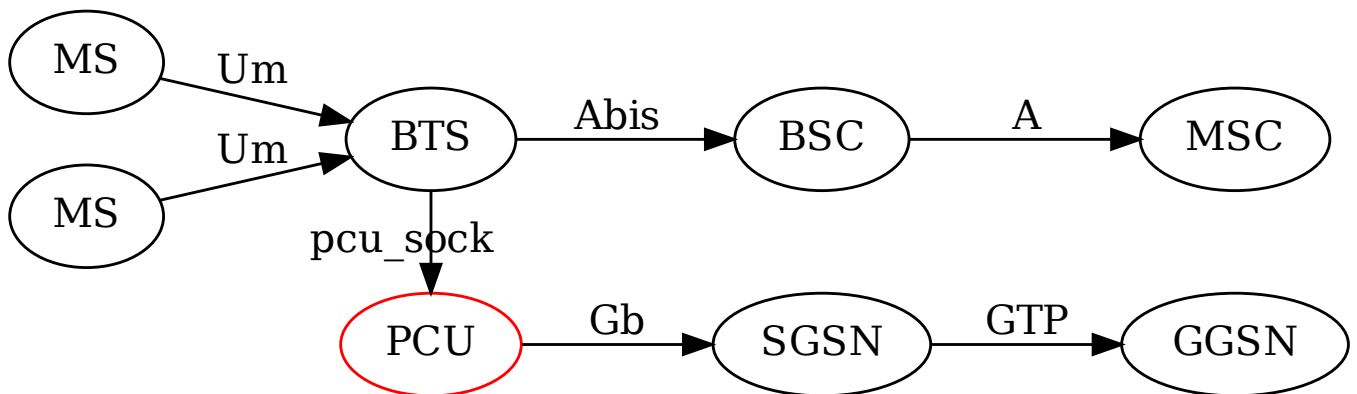 MS
Um
BTS
Abis
BSC
A
MSC
MS
Um
pcu_sock
PCU
Gb
SGSN
GTP
GGSN